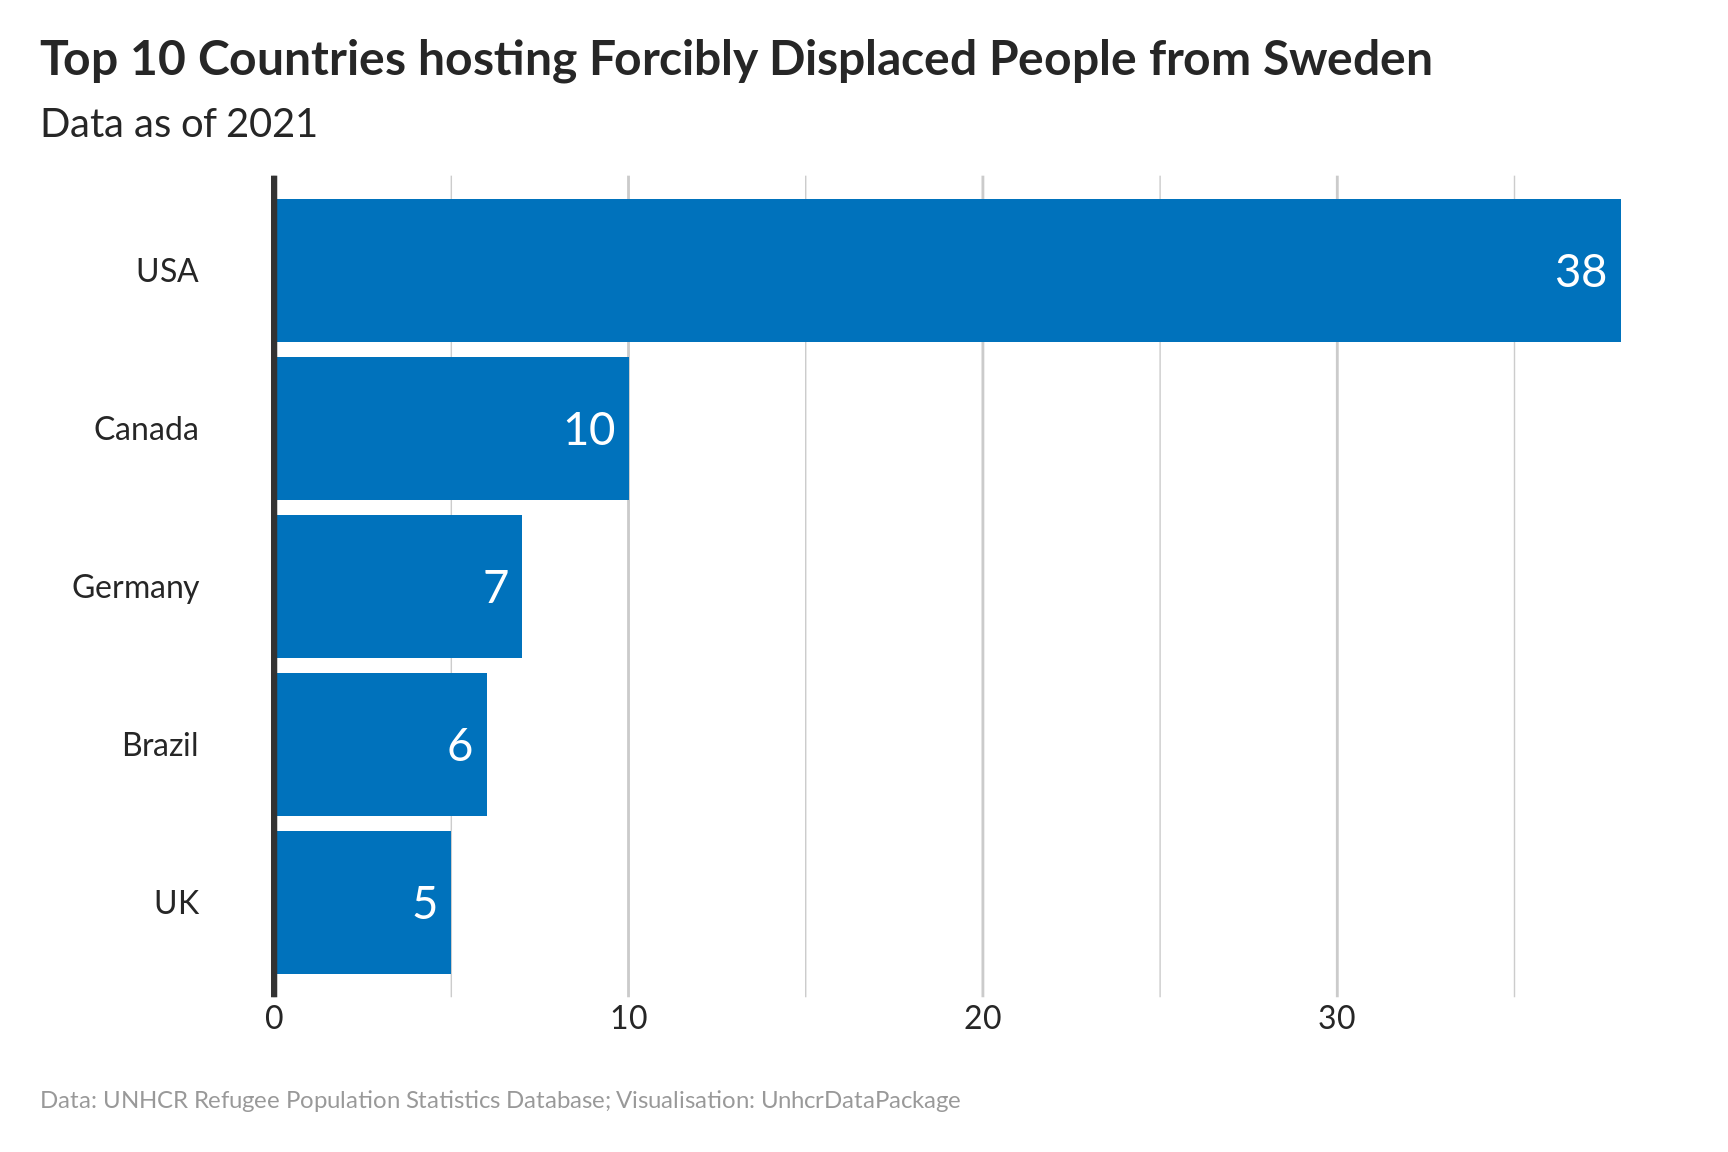 Top 10 Countries hosting Forcibly Displaced People from Sweden
Data as of 2021
USA
38
Canada
10
Germany
7
Brazil
6
UK
5
0 10 20 30
Data: UNHCR Refugee Population Statistics Database; Visualisation: UnhcrDataPackage